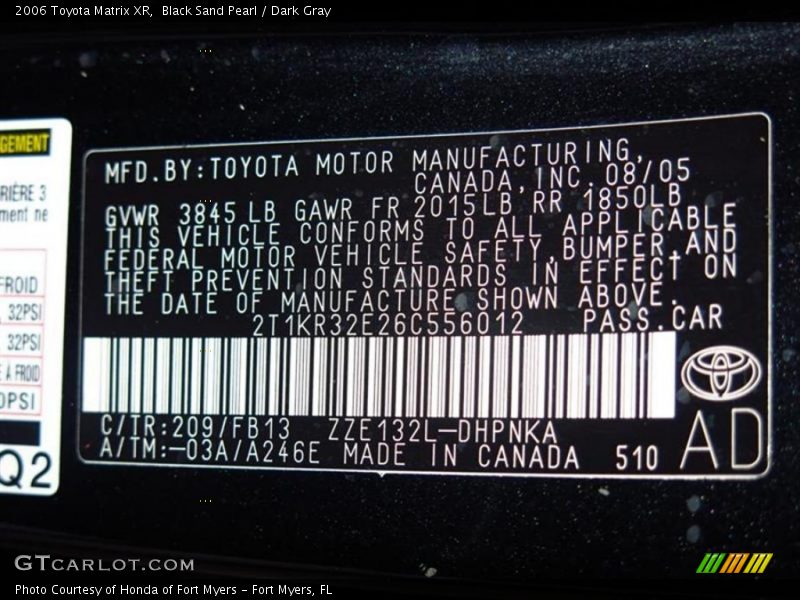 2006 Toyota Matrix XR,  Black Sand Pearl / Dark Gray
GEMENT
RIÈRE 3
ment ne
FROID
, 32PSI
, 32PSI
À FROID
0PSI
Q2
MFD.BY:TOYOTA MOTOR MANUFACTURING,
CANADA,INC.08/05
GVWR 3845 LB GAWR FR 2015LB RR 1850LB
THIS VEHICLE CONFORMS TO ALL APPLICABLE
FEDERAL MOTOR VEHICLE SAFETY,BUMPER,AND
THEFT PREVENTION STANDARDS IN EFFECT ON
THE DATE OF MANUFACTURE SHOWN ABOVE.
2T1KR32E26C556012    PASS.CAR
C/TR:209/FB13    ZZE132L-DHPNKA
A/TM:-03A/A246E  MADE IN CANADA    510
AD
GTCARLOT.COM
Photo Courtesy of Honda of Fort Myers - Fort Myers, FL